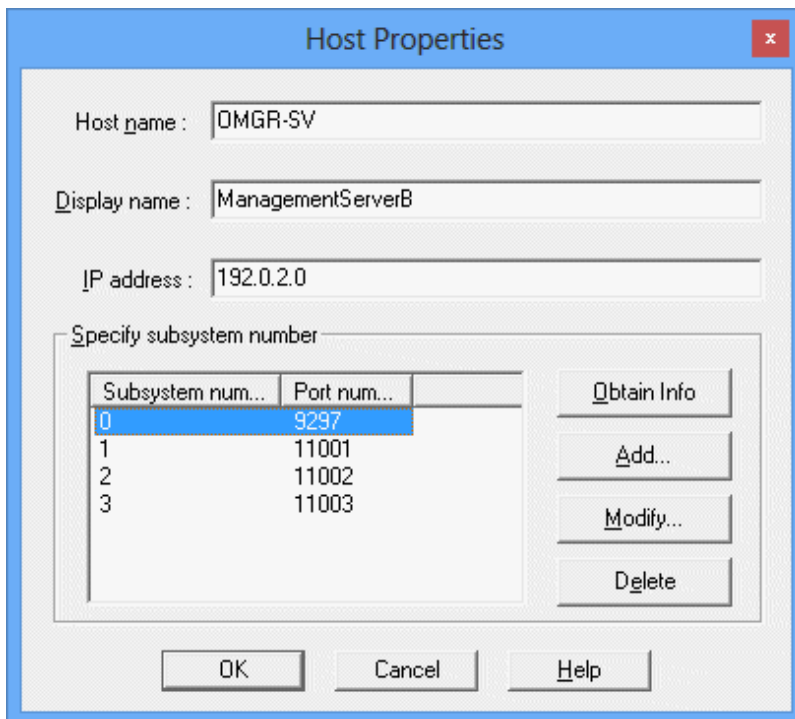 Host Properties
x
Host name : OMGR-SV
Display name : ManagementServerB
IP address : 192.0.2.0
Specify subsystem number
Subsystem num... Port num...
0 9297
1 11001
2 11002
3 11003
Obtain Info
Add...
Modify...
Delete
OK Cancel Help